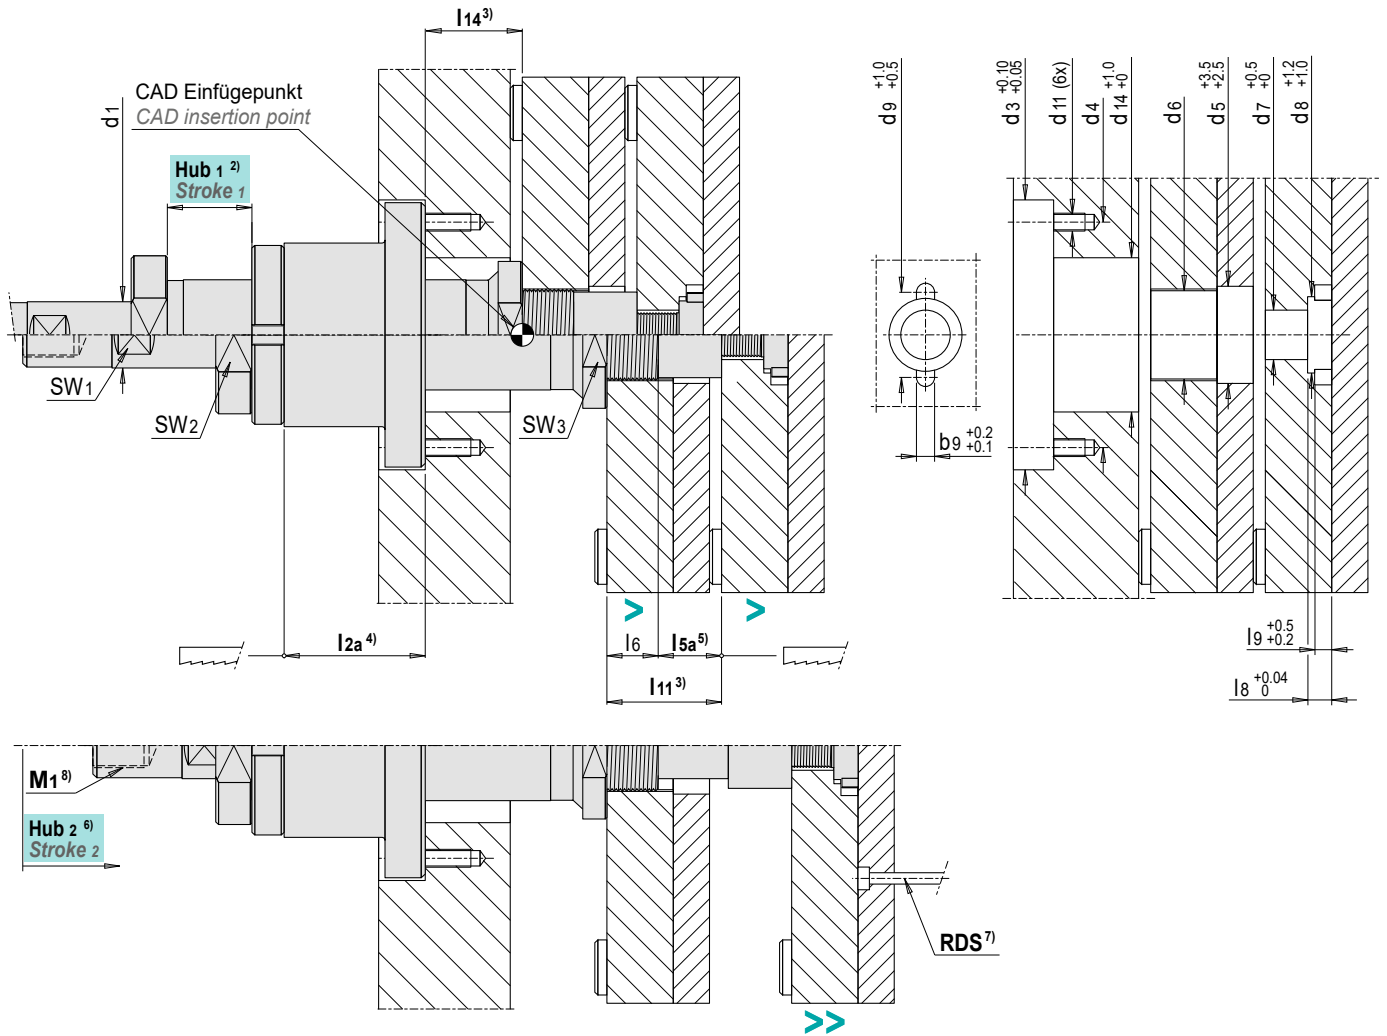 l14 3)
CAD Einfügepunkt
CAD insertion point
d1
Hub 1 2)
Stroke 1
SW1
SW2
SW3
l2a 4)
l6
l5a 5)
l11 3)
> >
d9 +1.0 +0.5
d3 +0.10 +0.05
d11 (6x)
d4
d14 +1.0 +0
d6
d5 +3.5 +2.5
d7 +0.5 +0
d8 +1.2 +1.0
b9 +0.2 +0.1
l9 +0.5 +0.2
l8 +0.04 0
M1 8)
Hub 2 6)
Stroke 2
RDS 7)
>>